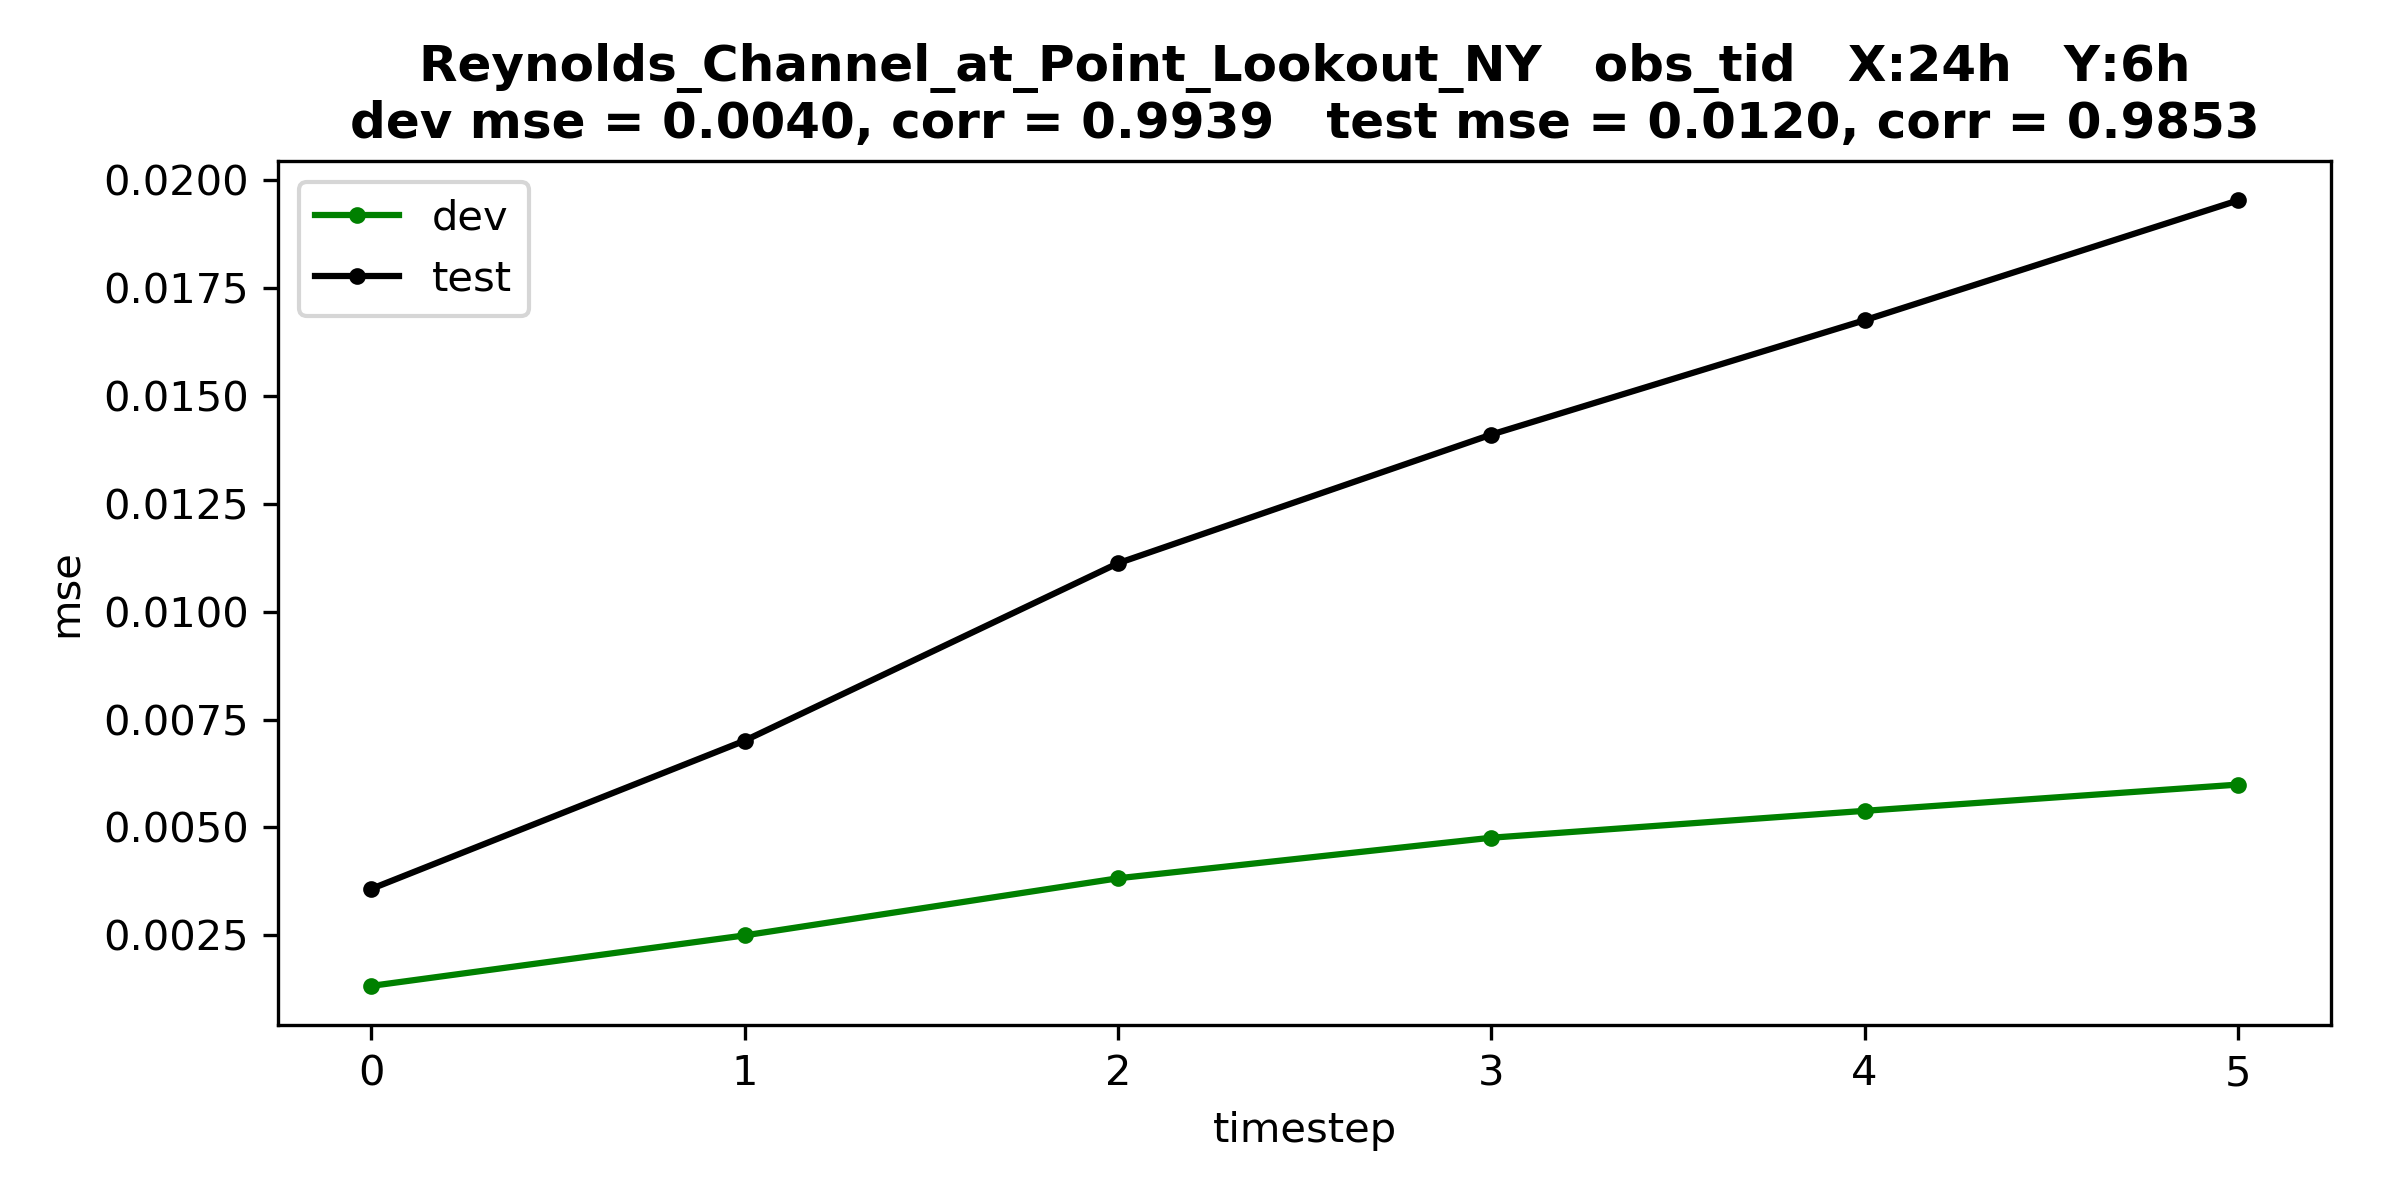 Reynolds_Channel_at_Point_Lookout_NY obs_tid X:24h Y:6h
dev mse = 0.0040, corr = 0.9939 test mse = 0.0120, corr = 0.9853
dev
test
0.0200
0.0175
0.0150
0.0125
0.0100
0.0075
0.0050
0.0025
mse
0 1 2 3 4 5
timestep